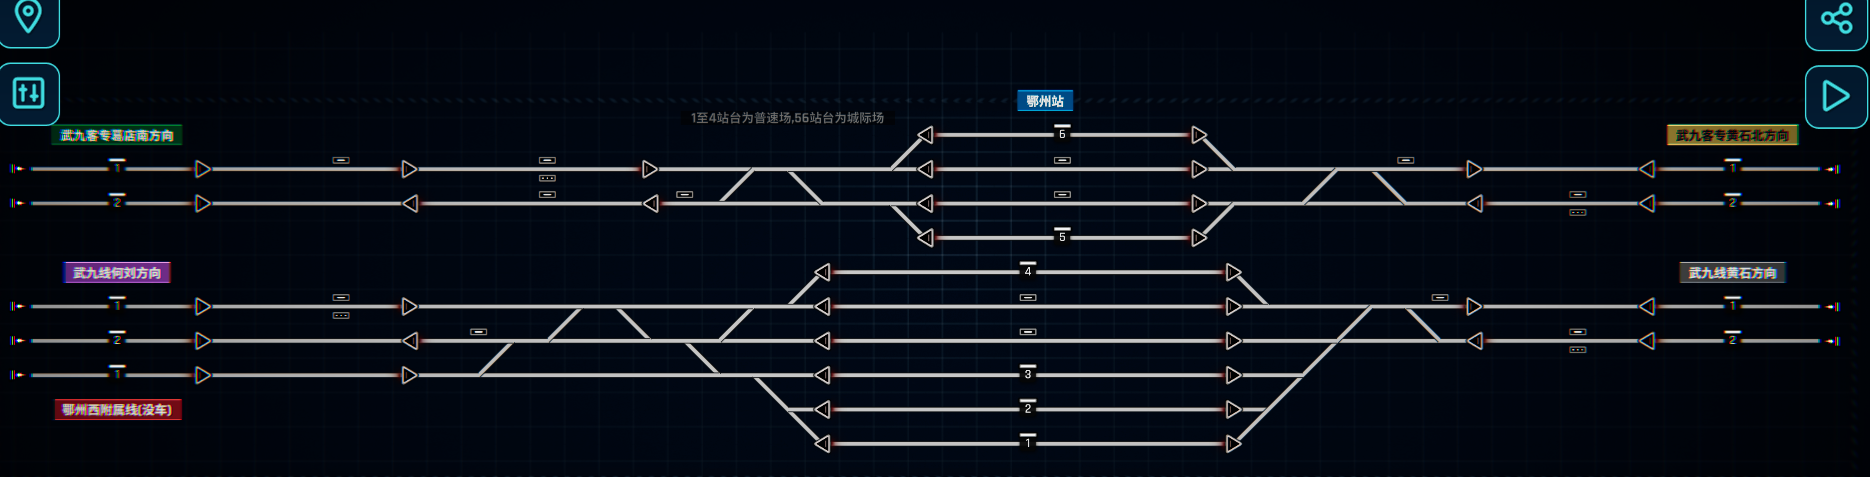 鄂州站
1至4站台为普速场,56站台为城际场
武九客专葛店南方向
武九客专黄石北方向
6
1
1
2
2
5
武九线何刘方向
武九线黄石方向
4
1
1
2
2
1
3
鄂州西附属线(没车)
2
1